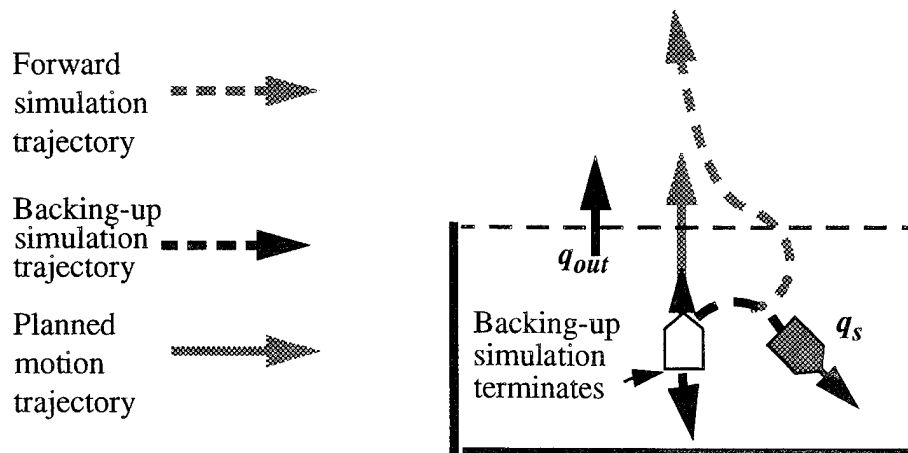 Forward
simulation
trajectory
Backing-up
simulation
trajectory
Planned
motion
trajectory
q_out
Backing-up
simulation
terminates
q_s